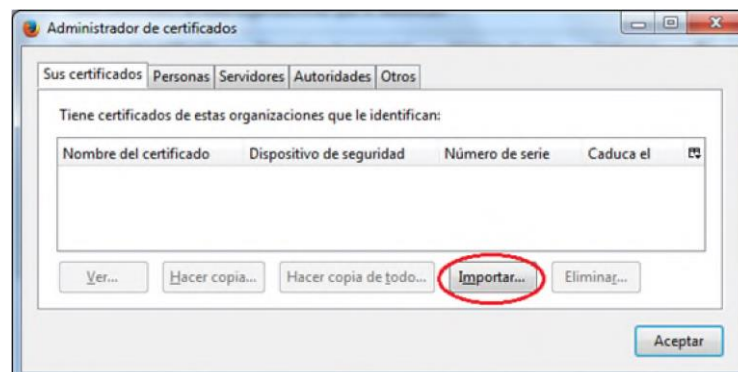 Administrador de certificados
Sus certificados Personas Servidores Autoridades Otros
Tiene certificados de estas organizaciones que le identifican:
Nombre del certificado Dispositivo de seguridad Número de serie Caduca el
Ver... Hacer copia... Hacer copia de todo... Importar... Eliminar...
Aceptar